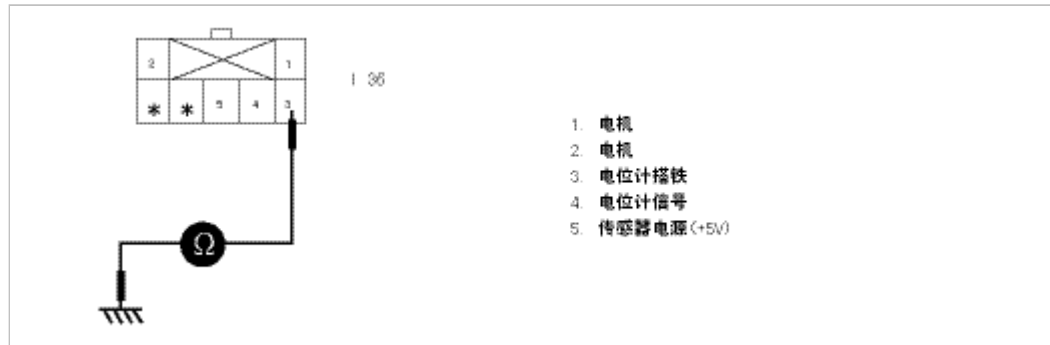 2 1
I 36
* * 5 4 3
Ω
1. 电机
2. 电机
3. 电位计搭铁
4. 电位计信号
5. 传感器电源(+5V)